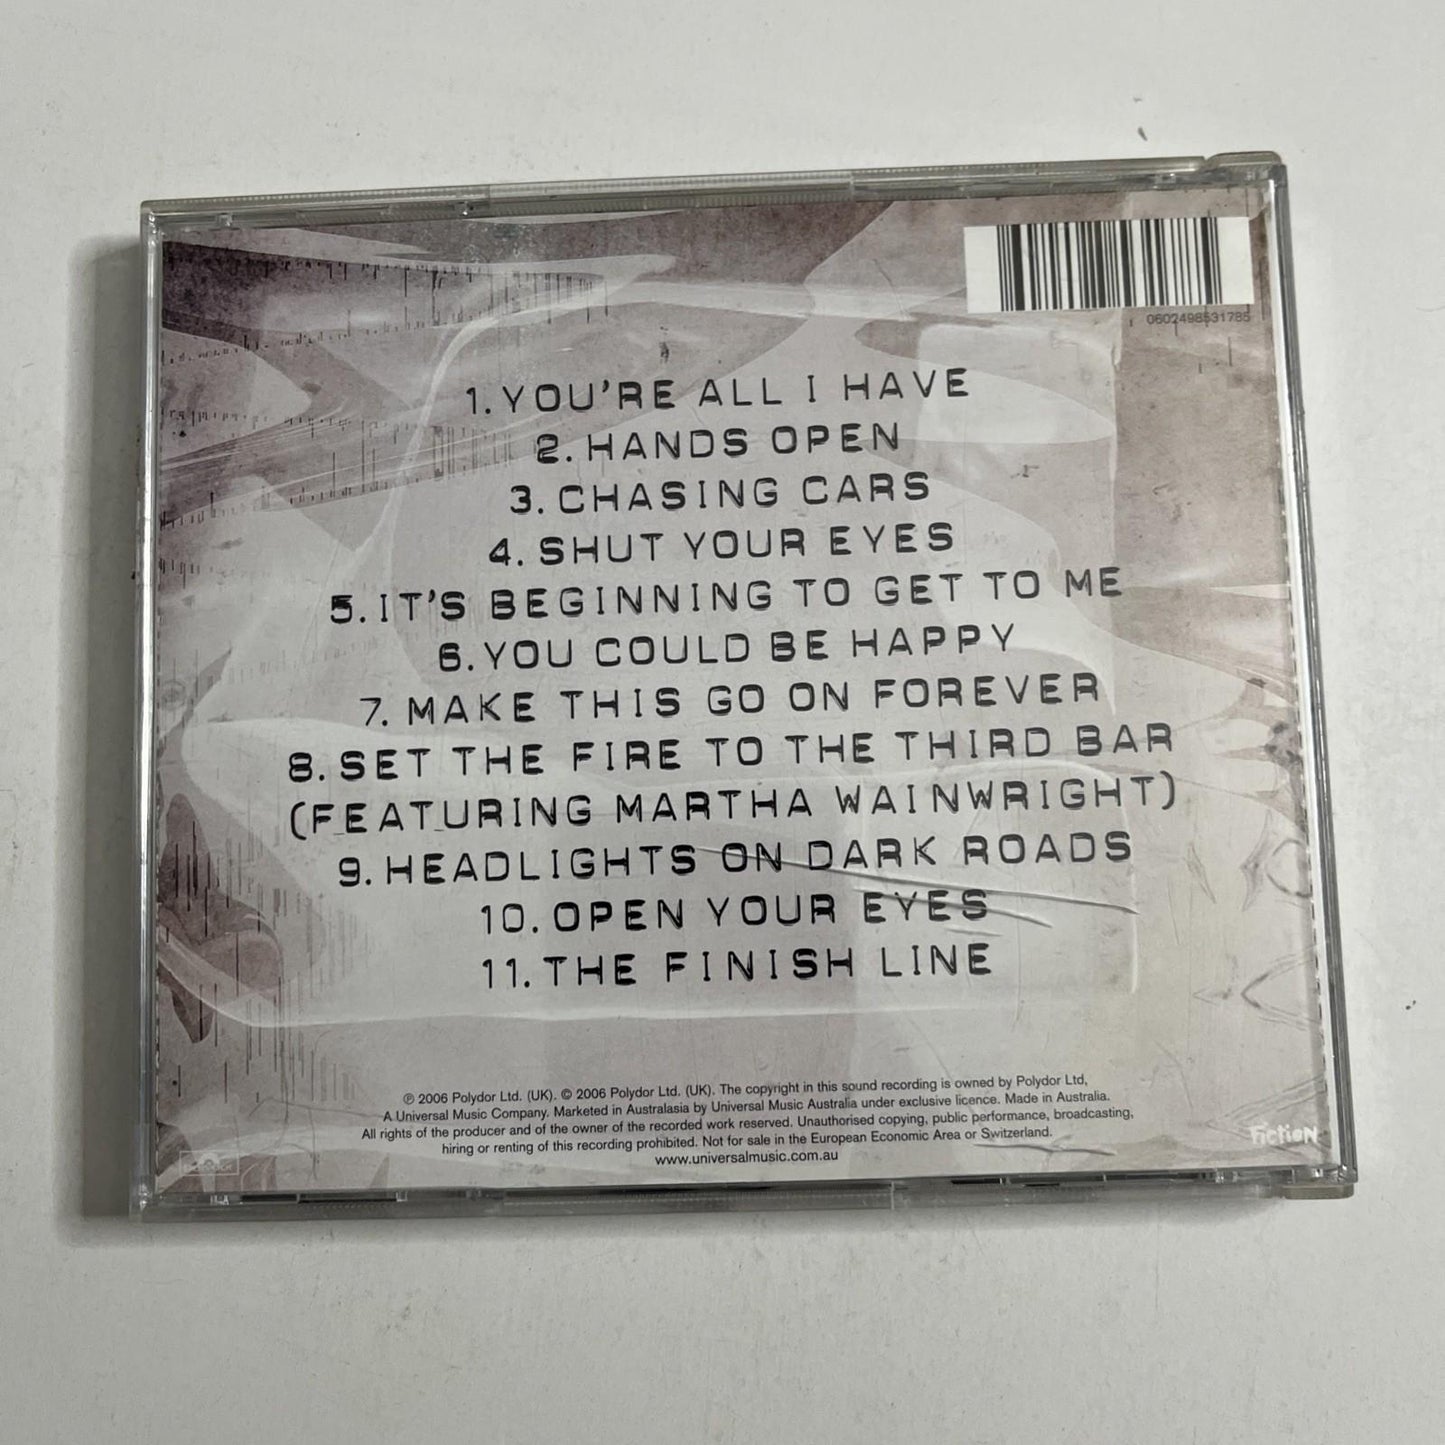 0602498531785
1. YOU'RE ALL I HAVE
2. HANDS OPEN
3. CHASING CARS
4. SHUT YOUR EYES
5. IT'S BEGINNING TO GET TO ME
6. YOU COULD BE HAPPY
7. MAKE THIS GO ON FOREVER
8. SET THE FIRE TO THE THIRD BAR
(FEATURING MARTHA WAINWRIGHT)
9. HEADLIGHTS ON DARK ROADS
10. OPEN YOUR EYES
11. THE FINISH LINE
℗ 2006 Polydor Ltd. (UK). © 2006 Polydor Ltd. (UK). The copyright in this sound recording is owned by Polydor Ltd,
A Universal Music Company. Marketed in Australasia by Universal Music Australia under exclusive licence. Made in Australia.
All rights of the producer and of the owner of the recorded work reserved. Unauthorised copying, public performance, broadcasting,
hiring or renting of this recording prohibited. Not for sale in the European Economic Area or Switzerland.
www.universalmusic.com.au
Fiction